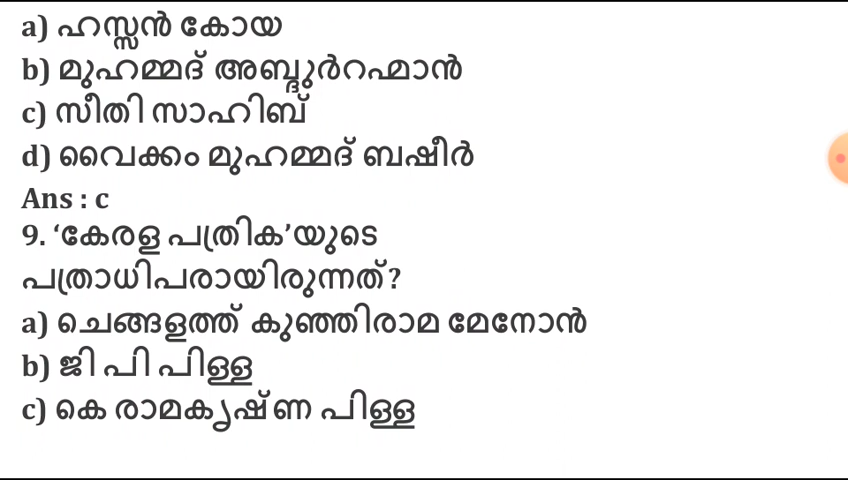 a) ഹസ്സൻ കോയ
b) മുഹമ്മദ് അബ്ദുർറഹ്മാൻ
c) സീതി സാഹിബ്
d) വൈക്കം മുഹമ്മദ് ബഷീർ
Ans : c
9. ‘കേരള പത്രിക’യുടെ
പത്രാധിപരായിരുന്നത്?
a) ചെങ്ങളത്ത് കുഞ്ഞിരാമ മേനോൻ
b) ജി പി പിള്ള
c) കെ രാമകൃഷ്ണ പിള്ള